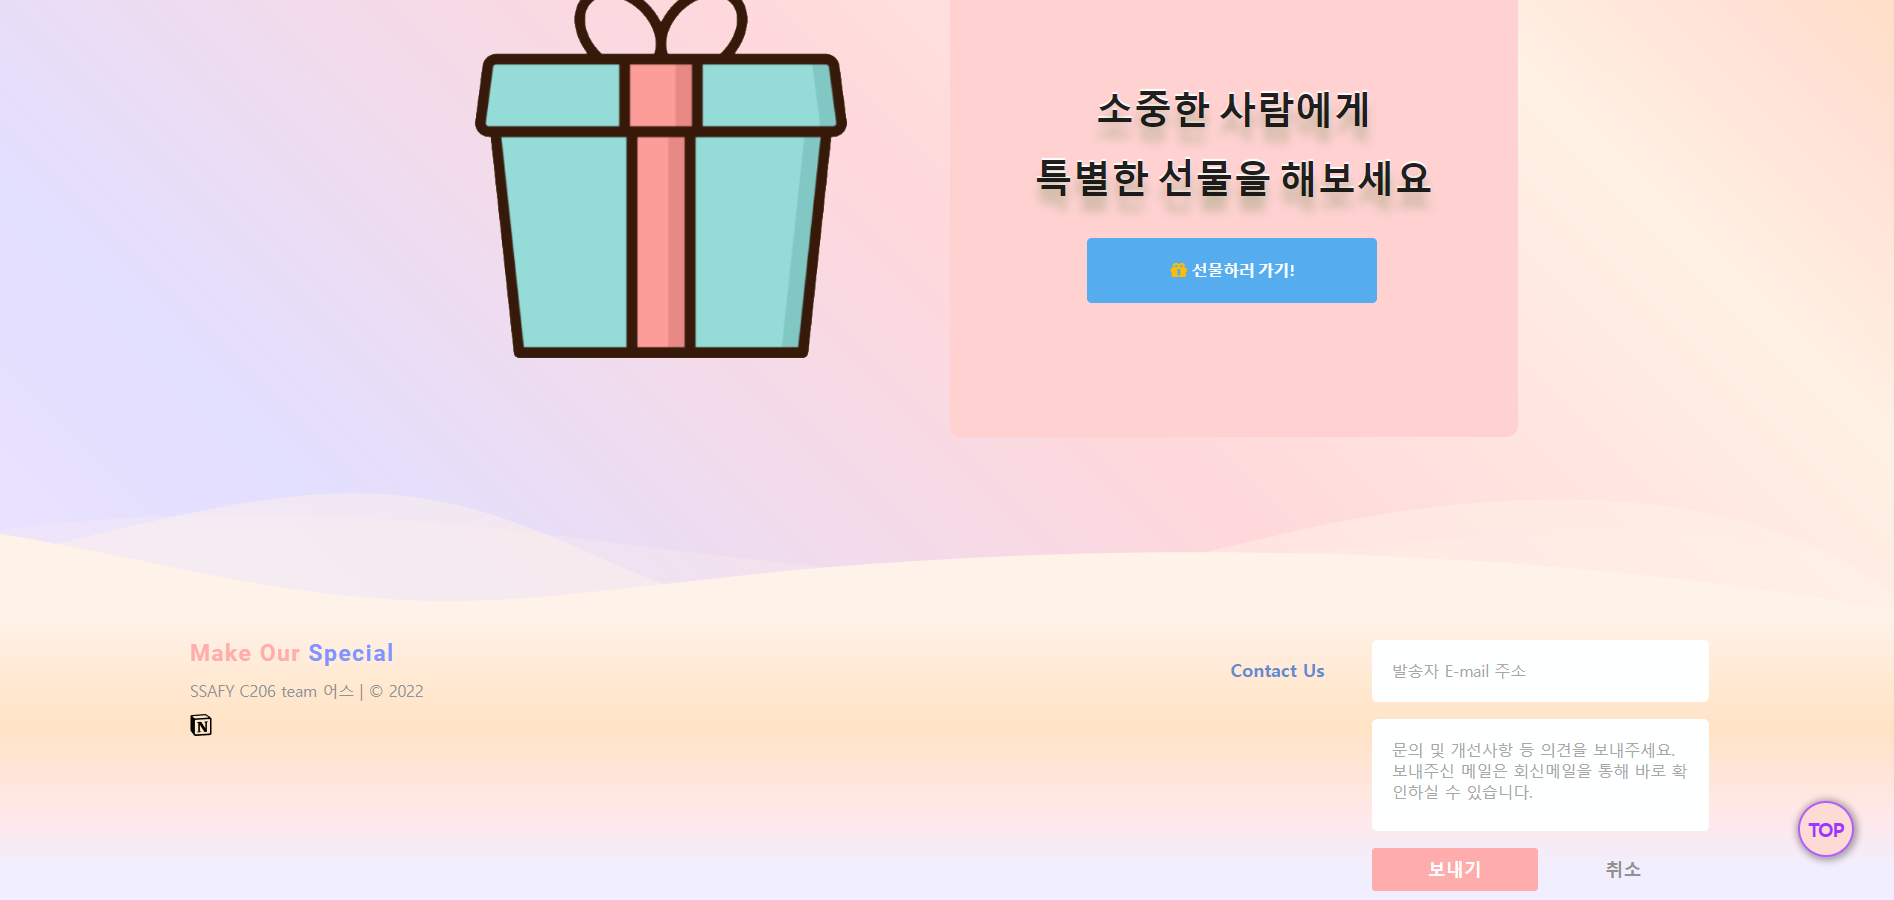 소중한 사람에게
특별한 선물을 해보세요
선물하러 가기!
Make Our Special
SSAFY C206 team 어스 | © 2022
N
Contact Us
발송자 E-mail 주소
문의 및 개선사항 등 의견을 보내주세요.
보내주신 메일은 회신메일을 통해 바로 확
인하실 수 있습니다.
보내기
취소
TOP